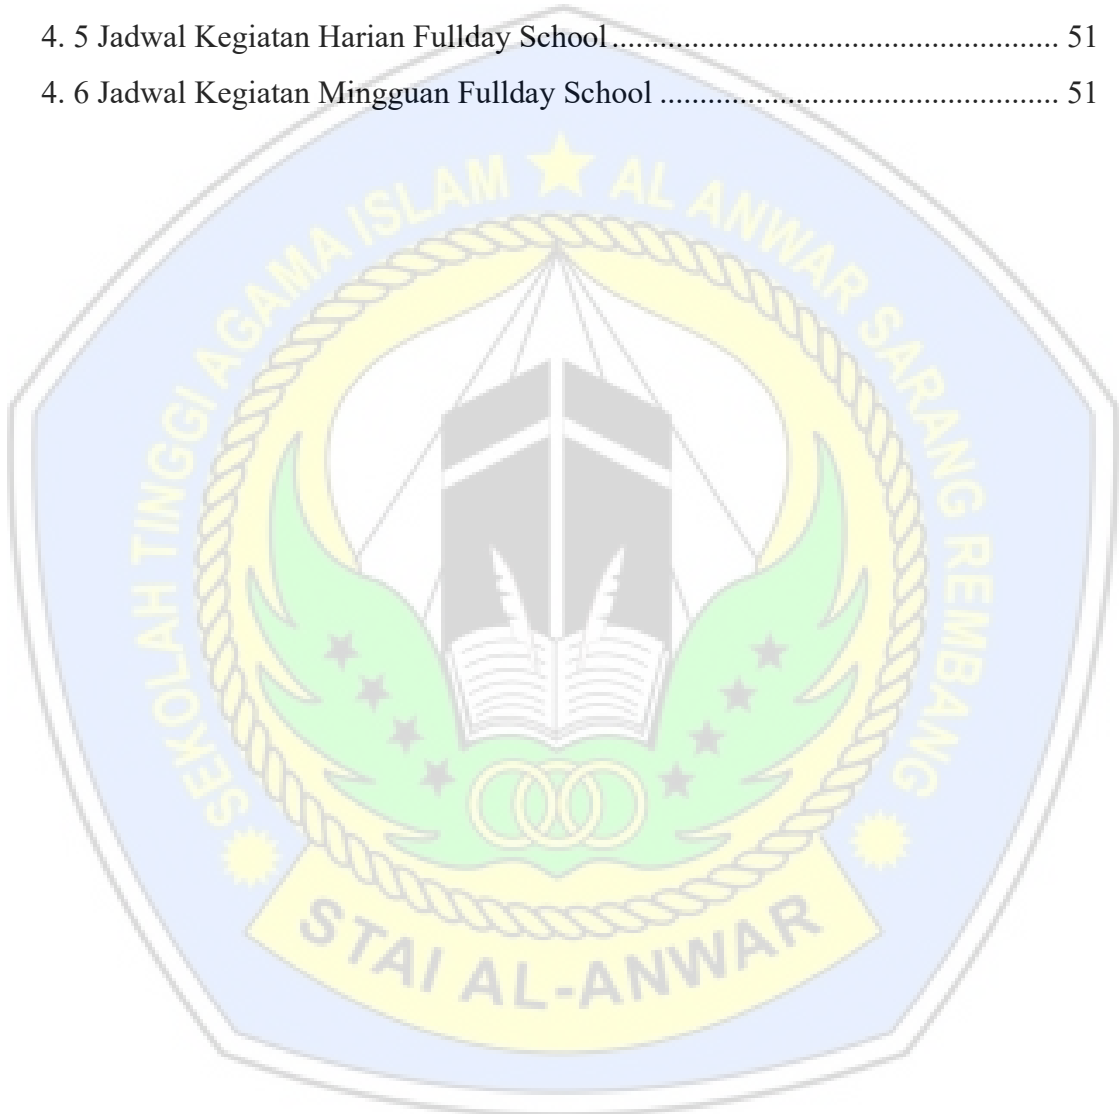 4. 5 Jadwal Kegiatan Harian Fullday School........................................................ 51
4. 6 Jadwal Kegiatan Mingguan Fullday School .................................................. 51
SEKOLAH TINGGI AGAMA ISLAM ★ AL ANWAR SARANG REMBANG
STAI AL-ANWAR